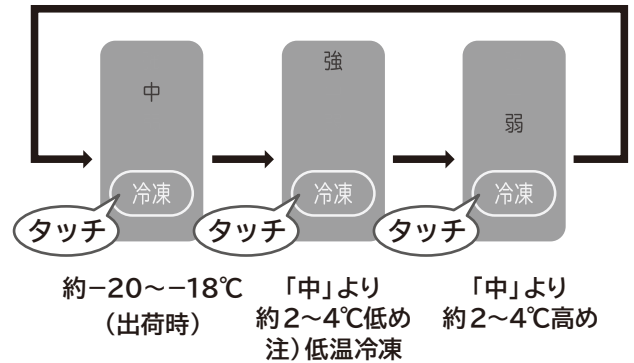 中
冷凍
タッチ
約−20～−18℃
（出荷時）
強
冷凍
タッチ
「中」より
約2～4℃低め
注）低温冷凍
弱
冷凍
タッチ
「中」より
約2～4℃高め